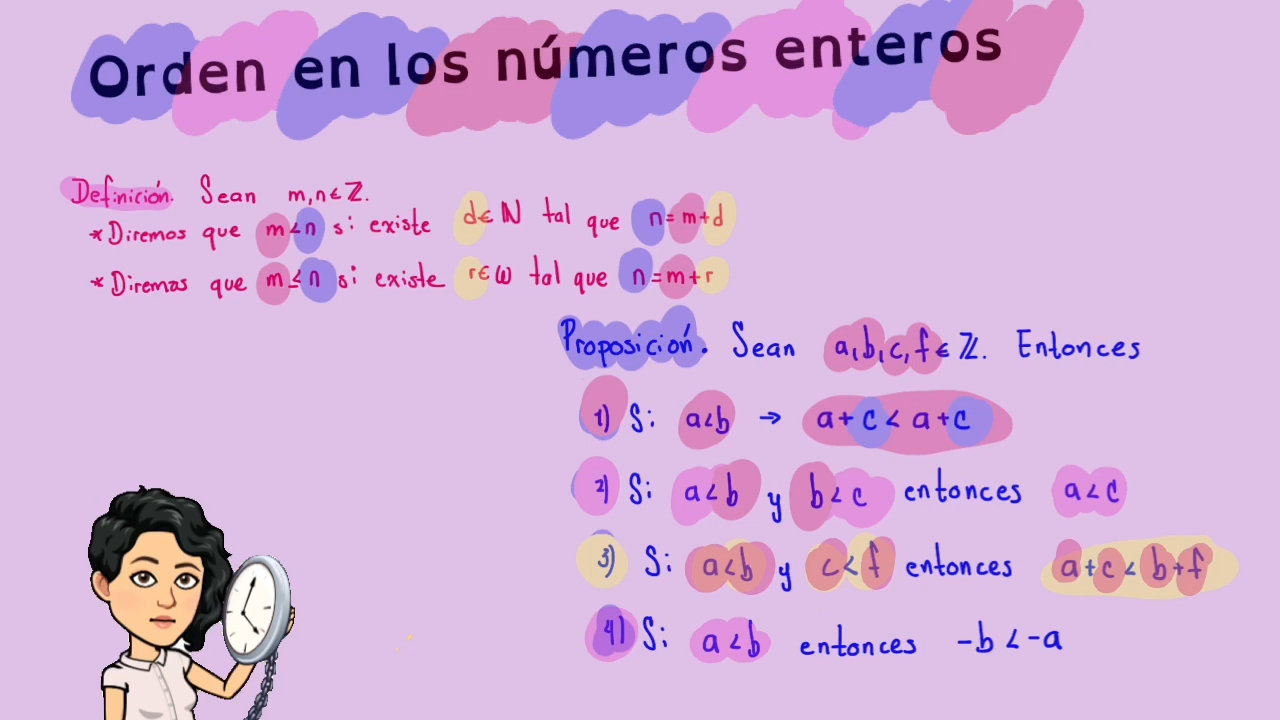 Orden en los números enteros
Definición. Sean m,n ∈ ℤ.
* Diremos que m<n si existe d∈ ℕ tal que n=m+d
* Diremos que m≤n si existe r∈ω tal que n=m+r
Proposición. Sean a,b,c,f ∈ ℤ. Entonces
1) Si a<b → a+c < a+c
2) Si a<b y b<c entonces a<c
3) Si a<b y c<f entonces a+c < b+f
4) Si a<b entonces -b < -a